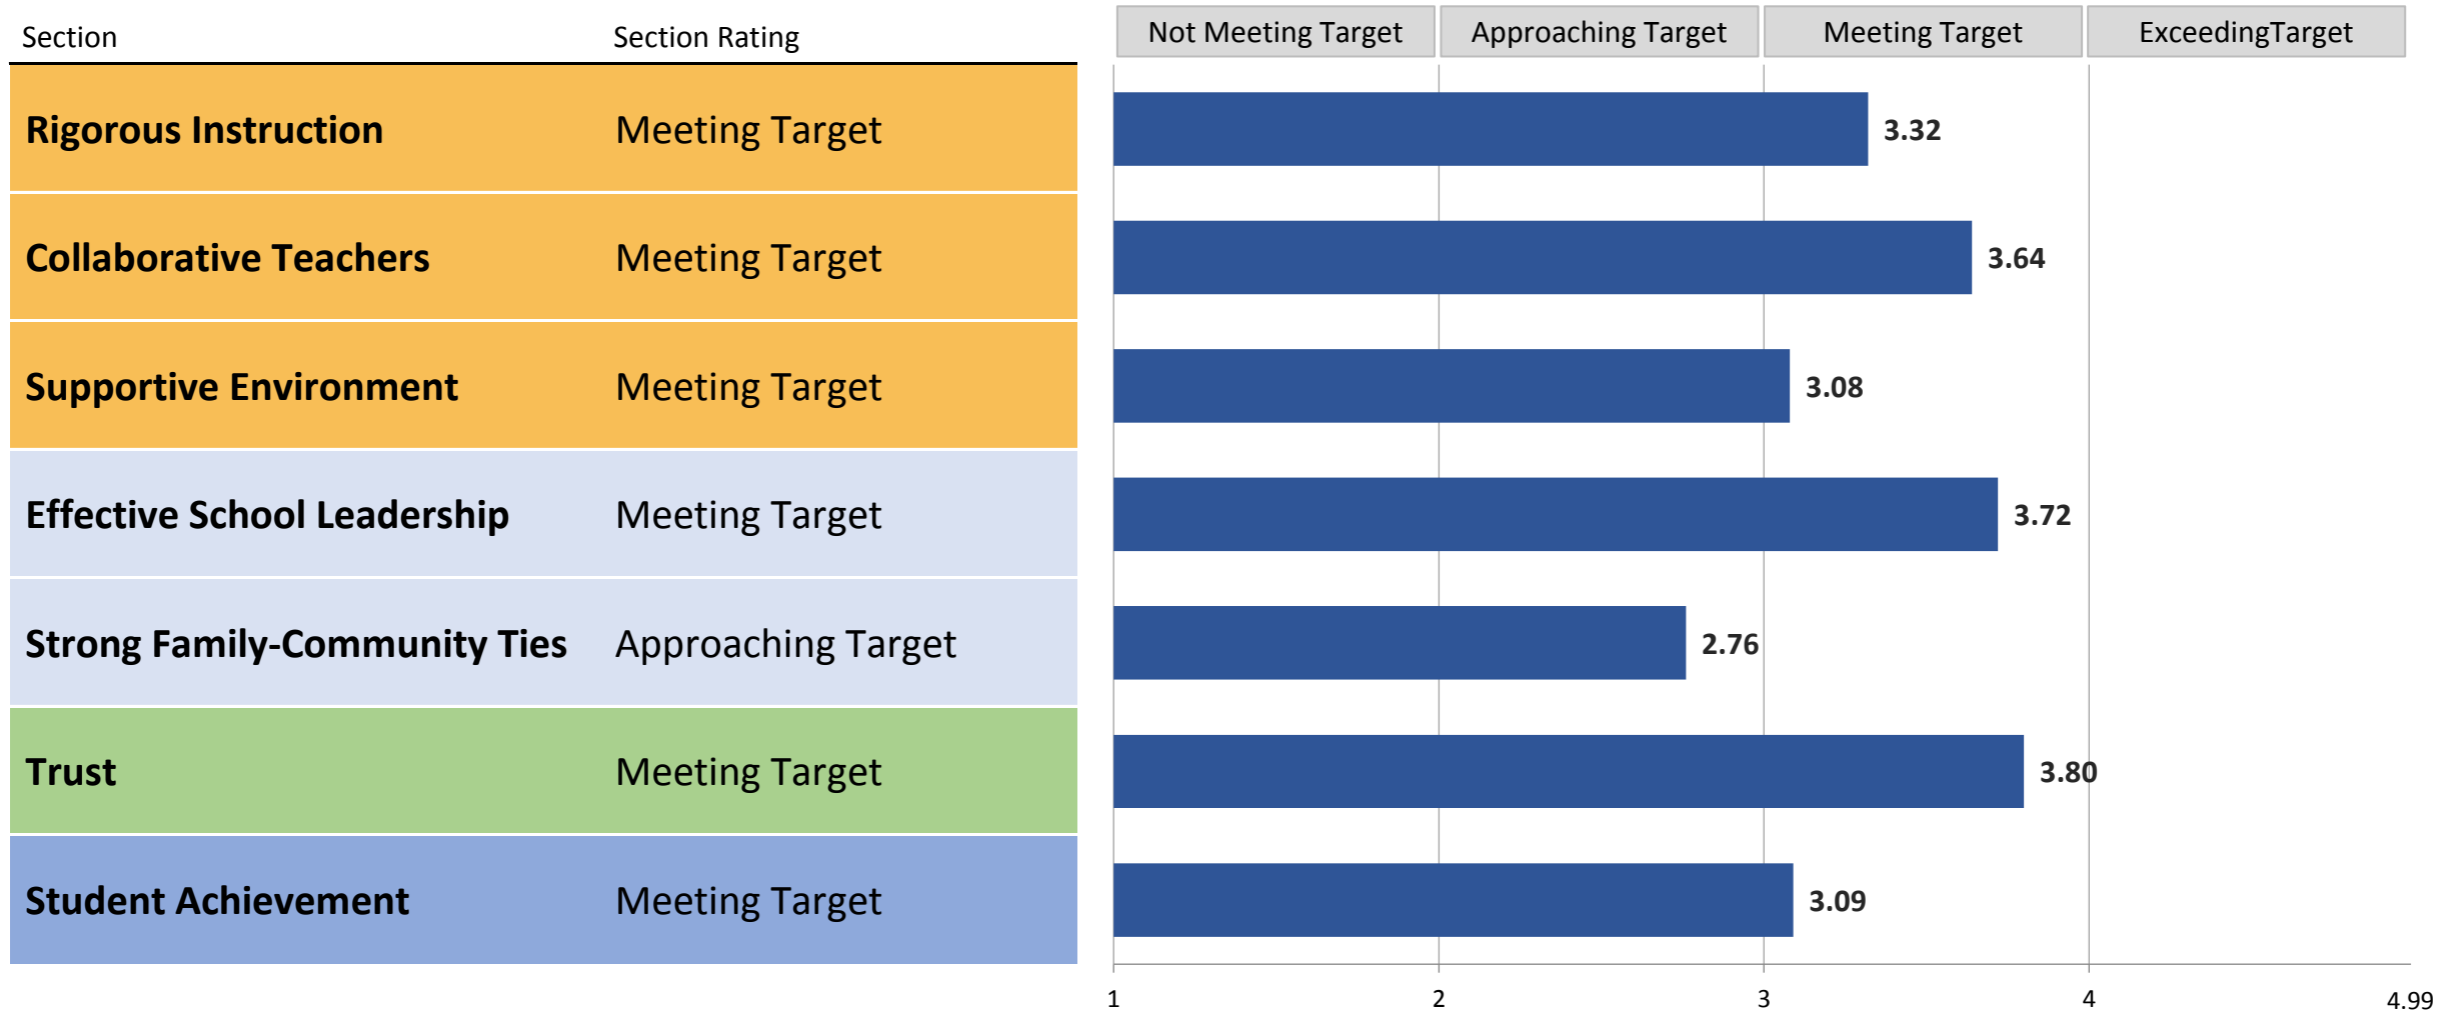 Section Section Rating Not Meeting Target Approaching Target Meeting Target ExceedingTarget
Rigorous Instruction Meeting Target 3.32
Collaborative Teachers Meeting Target 3.64
Supportive Environment Meeting Target 3.08
Effective School Leadership Meeting Target 3.72
Strong Family-Community Ties Approaching Target 2.76
Trust Meeting Target 3.80
Student Achievement Meeting Target 3.09
1 2 3 4 4.99